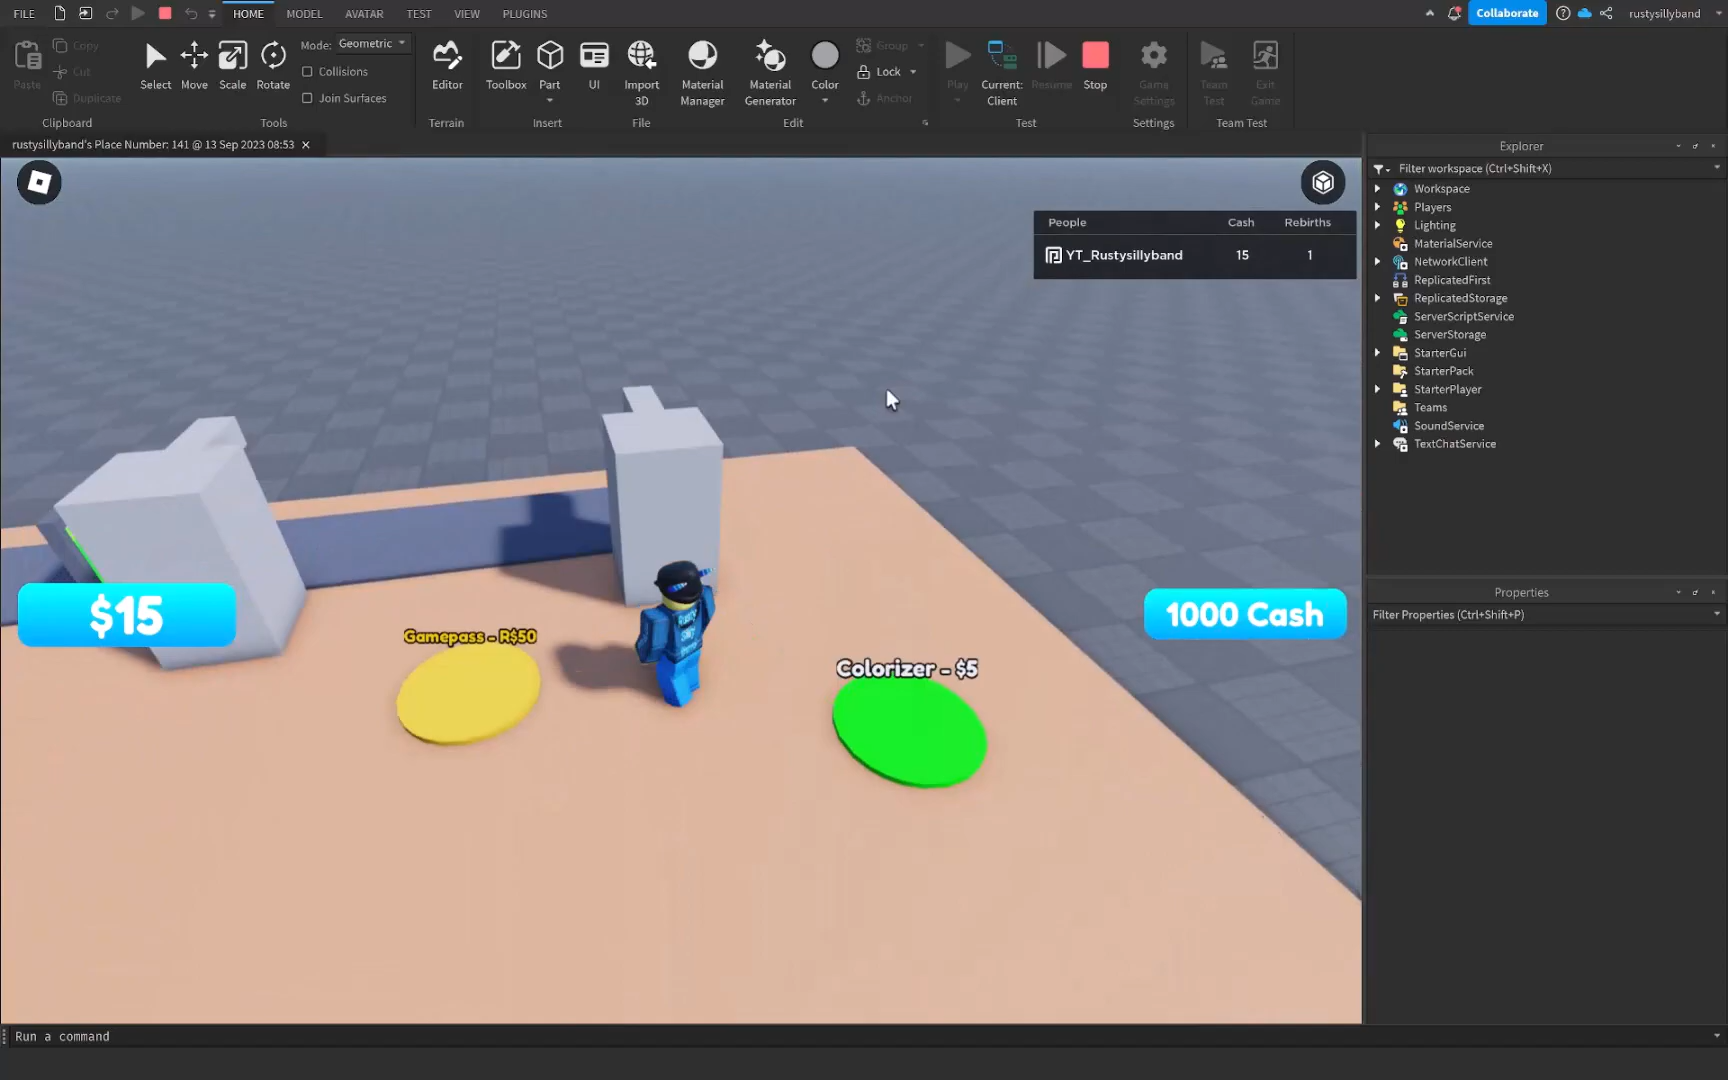 FILE HOME MODEL AVATAR TEST VIEW PLUGINS Collaborate rustysillyband
Paste Copy Cut Duplicate
Clipboard
Select Move Scale Rotate
Mode: Geometric
Collisions
Join Surfaces
Tools
Editor
Terrain
Toolbox Part UI
Insert
Import 3D
File
Material Manager
Material Generator
Color
Group
Lock
Anchor
Edit
Play
Current: Client
Resume
Stop
Test
Game Settings
Settings
Team Test
Exit Game
Team Test
rustysillyband's Place Number: 141 @ 13 Sep 2023 08:53
People Cash Rebirths
YT_Rustysillyband 15 1
$15
Gamepass - R$50
Colorizer - $5
1000 Cash
Explorer
Filter workspace (Ctrl+Shift+X)
Workspace
Players
Lighting
MaterialService
NetworkClient
ReplicatedFirst
ReplicatedStorage
ServerScriptService
ServerStorage
StarterGui
StarterPack
StarterPlayer
Teams
SoundService
TextChatService
Properties
Filter Properties (Ctrl+Shift+P)
Run a command